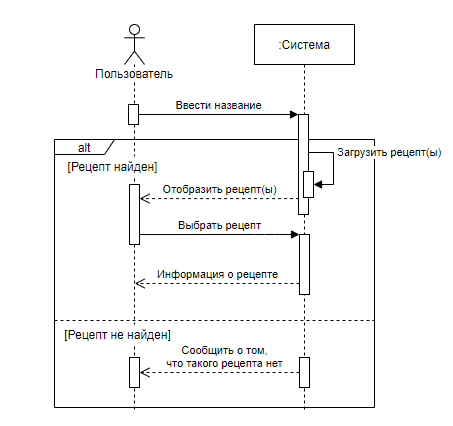 :Система
Пользователь
Ввести название
alt
Загрузить рецепт(ы)
[Рецепт найден]
Отобразить рецепт(ы)
Выбрать рецепт
Информация о рецепте
[Рецепт не найден]
Сообщить о том,
что такого рецепта нет